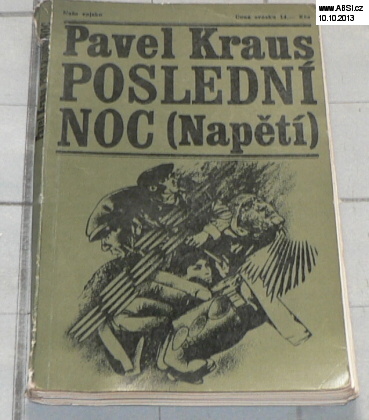 www.ABSI.cz
10.10.2013
Naše vojsko
Pavel Kraus
POSLEDNÍ
NOC (Napětí)